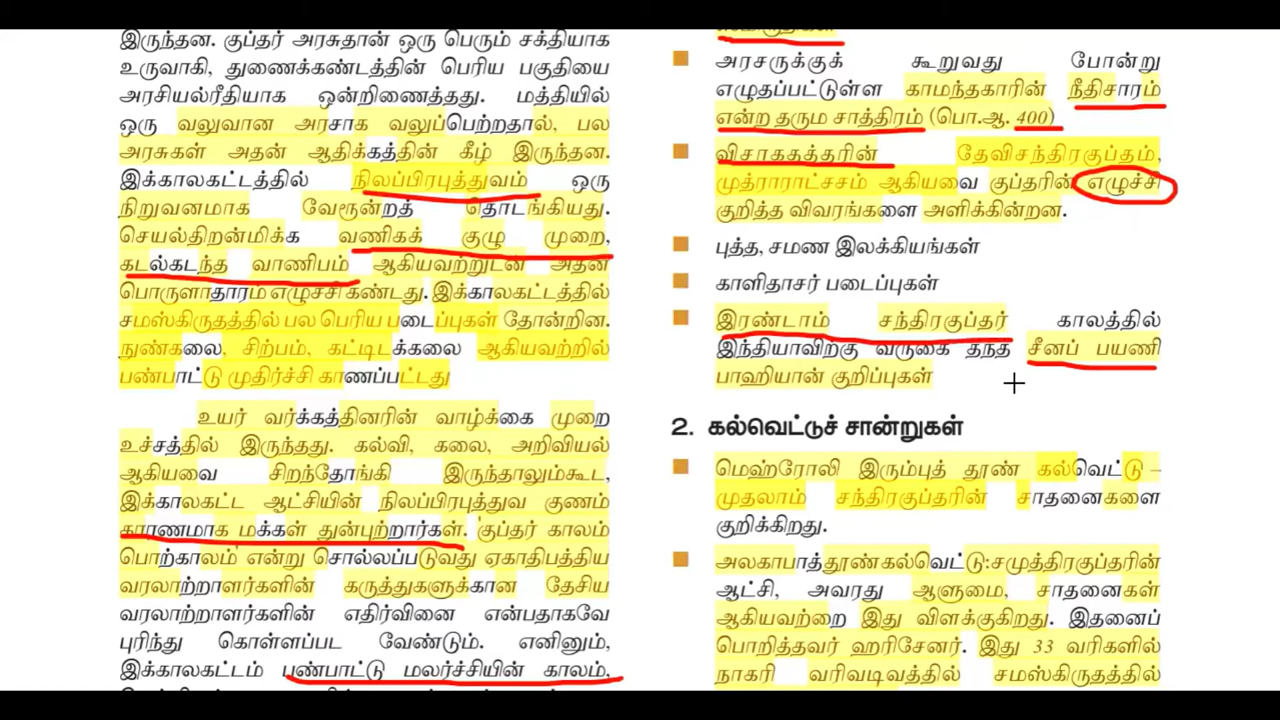 இருந்தன. குப்தர் அரசுதான் ஒரு பெரும் சக்தியாக
உருவாகி, துணைக்கண்டத்தின் பெரிய பகுதியை
அரசியல்ரீதியாக ஒன்றிணைத்தது. மத்தியில்
ஒரு வலுவான அரசாக வலுப்பெற்றதால், பல
அரசுகள் அதன் ஆதிக்கத்தின் கீழ் இருந்தன.
இக்காலகட்டத்தில் நிலப்பிரபுத்துவம் ஒரு
நிறுவனமாக வேரூன்றத் தொடங்கியது.
செயல்திறன்மிக்க வணிகக் குழு முறை,
கடல்கடந்த வாணிபம் ஆகியவற்றுடன் அதன்
பொருளாதாரம் எழுச்சி கண்டது. இக்காலகட்டத்தில்
சமஸ்கிருதத்தில் பல பெரிய படைப்புகள் தோன்றின.
நுண்கலை, சிற்பம், கட்டிடக்கலை ஆகியவற்றில்
பண்பாட்டு முதிர்ச்சி காணப்பட்டது
உயர் வர்க்கத்தினரின் வாழ்க்கை முறை
உச்சத்தில் இருந்தது. கல்வி, கலை, அறிவியல்
ஆகியவை சிறந்தோங்கி இருந்தாலும்கூட,
இக்காலகட்ட ஆட்சியின் நிலப்பிரபுத்துவ குணம்
காரணமாக மக்கள் துன்புற்றார்கள். 'குப்தர் காலம்
பொற்காலம்' என்று சொல்லப்படுவது ஏகாதிபத்திய
வரலாற்றாளர்களின் கருத்துகளுக்கான தேசிய
வரலாற்றாளர்களின் எதிர்வினை என்பதாகவே
புரிந்து கொள்ளப்பட வேண்டும். எனினும்,
இக்காலகட்டம் பண்பாட்டு மலர்ச்சியின் காலம்,
■ அரசருக்குக் கூறுவது போன்று
எழுதப்பட்டுள்ள காமந்தகாரின் நீதிசாரம்
என்ற தரும சாத்திரம் (பொ.ஆ. 400)
■ விசாகதத்தரின் தேவிசந்திரகுப்தம்,
முத்ராராட்சசம் ஆகியவை குப்தரின் எழுச்சி
குறித்த விவரங்களை அளிக்கின்றன.
■ புத்த, சமண இலக்கியங்கள்
■ காளிதாசர் படைப்புகள்
■ இரண்டாம் சந்திரகுப்தர் காலத்தில்
இந்தியாவிற்கு வருகை தந்த சீனப் பயணி
பாஹியான் குறிப்புகள்
2. கல்வெட்டுச் சான்றுகள்
■ மெஹ்ரோலி இரும்புத் தூண் கல்வெட்டு –
முதலாம் சந்திரகுப்தரின் சாதனைகளை
குறிக்கிறது.
■ அலகாபாத்தூண்கல்வெட்டு:சமுத்திரகுப்தரின்
ஆட்சி, அவரது ஆளுமை, சாதனைகள்
ஆகியவற்றை இது விளக்குகிறது. இதனைப்
பொறித்தவர் ஹரிசேனர். இது 33 வரிகளில்
நாகரி வரிவடிவத்தில் சமஸ்கிருதத்தில்